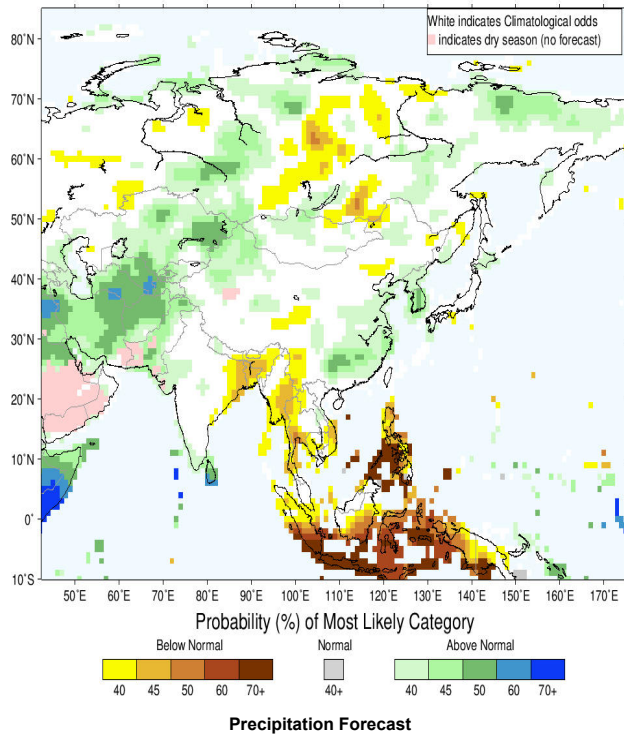 White indicates Climatological odds
indicates dry season (no forecast)
80˚N
70˚N
60˚N
50˚N
40˚N
30˚N
20˚N
10˚N
0˚
10˚S
50˚E 60˚E 70˚E 80˚E 90˚E 100˚E 110˚E 120˚E 130˚E 140˚E 150˚E 160˚E 170˚E
Probability (%) of Most Likely Category
Below Normal Normal Above Normal
40 45 50 60 70+ 40+ 40 45 50 60 70+
Precipitation Forecast